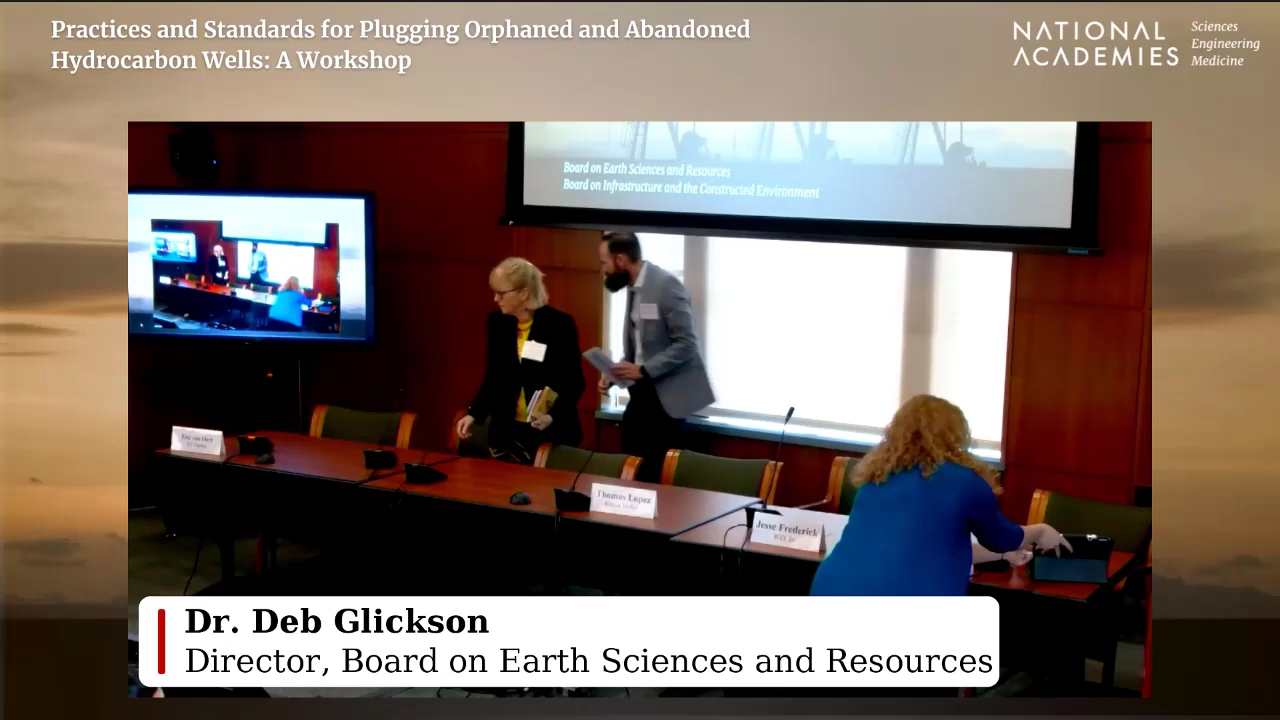 Practices and Standards for Plugging Orphaned and Abandoned
Hydrocarbon Wells: A Workshop
NATIONAL
ACADEMIES
Sciences
Engineering
Medicine
Board on Earth Sciences and Resources
Board on Infrastructure and the Constructed Environment
Thomas Lopez
Jesse Frederick
Dr. Deb Glickson
Director, Board on Earth Sciences and Resources